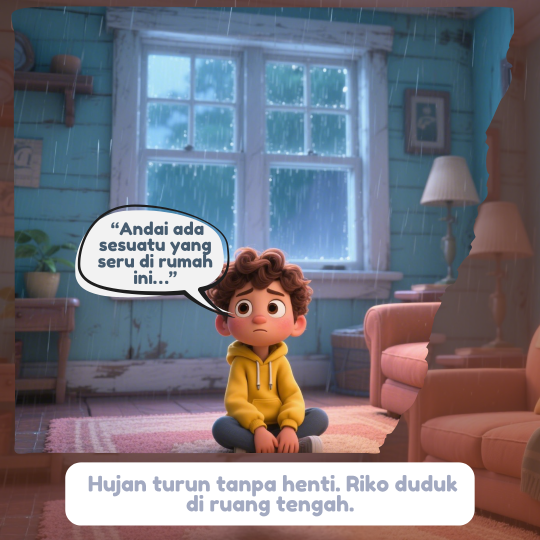 “Andai ada
sesuatu yang
seru di rumah
ini...”
Hujan turun tanpa henti. Riko duduk
di ruang tengah.